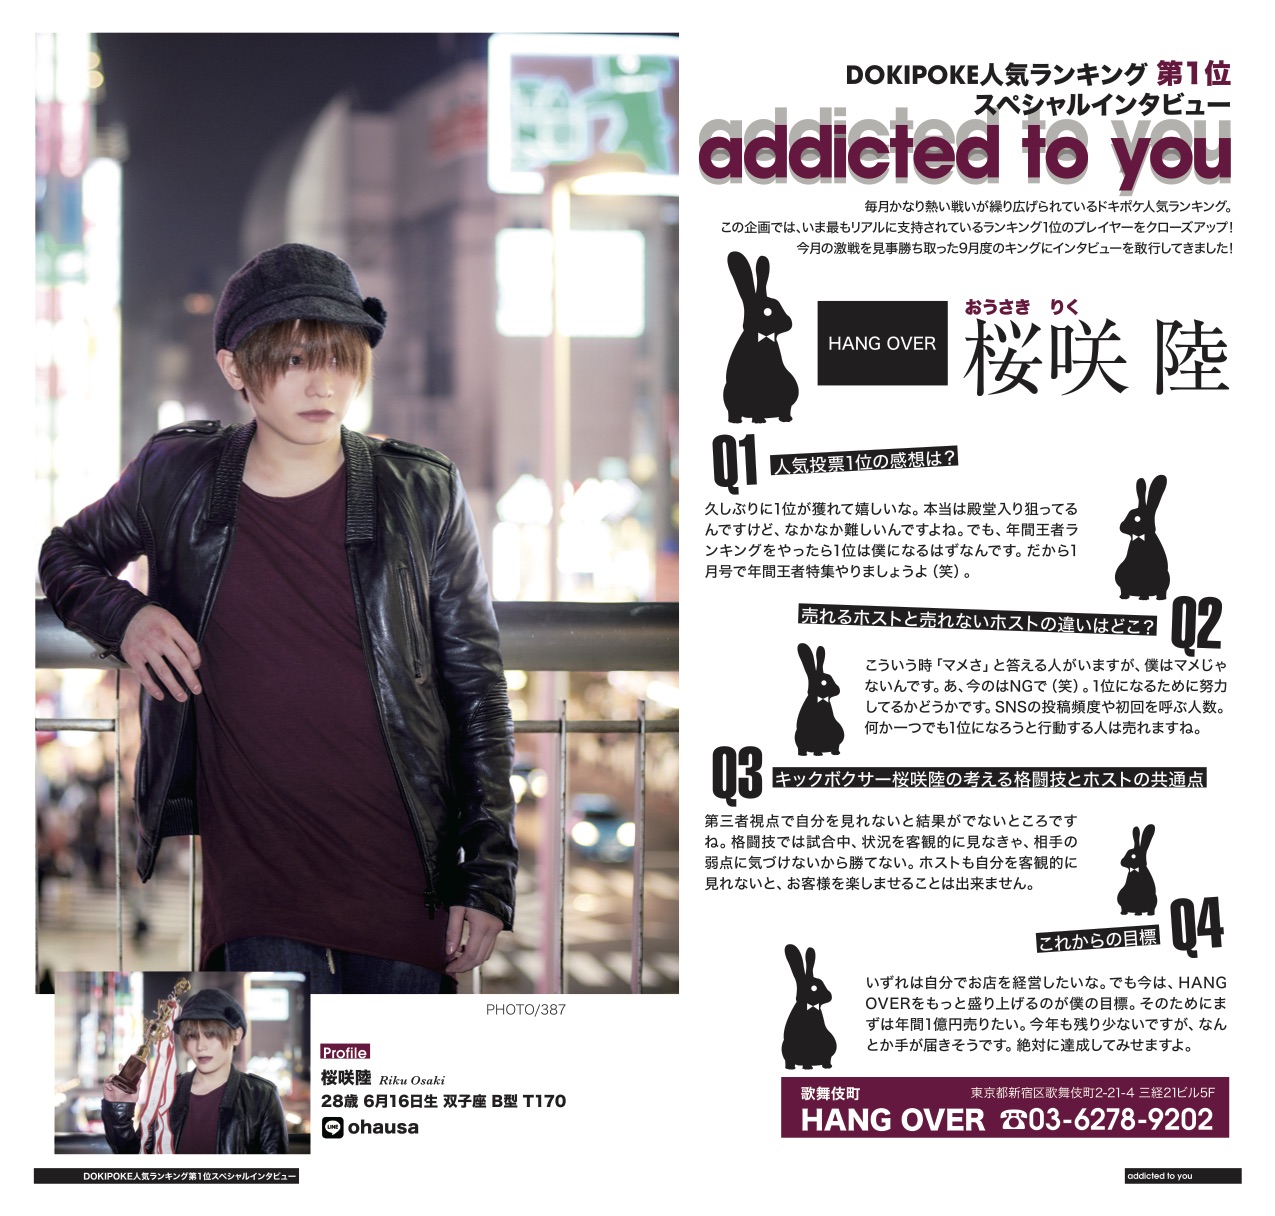 DOKIPOKE人気ランキング 第1位
スペシャルインタビュー
addicted to you
毎月かなり熱い戦いが繰り広げられているドキポケ人気ランキング。
この企画では、いま最もリアルに支持されているランキング1位のプレイヤーをクローズアップ!
今月の激戦を見事勝ち取った9月度のキングにインタビューを敢行してきました!
HANG OVER
おうさき りく
桜咲 陸
Q1 人気投票1位の感想は?
久しぶりに1位が獲れて嬉しいな。本当は殿堂入り狙ってる
んですけど、なかなか難しいんですよね。でも、年間王者ラ
ンキングをやったら1位は僕になるはずなんです。だから1
月号で年間王者特集やりましょうよ（笑）。
売れるホストと売れないホストの違いはどこ? Q2
こういう時「マメさ」と答える人がいますが、僕はマメじゃ
ないんです。あ、今のはNGで（笑）。1位になるために努力
してるかどうかです。SNSの投稿頻度や初回を呼ぶ人数。
何か一つでも1位になろうと行動する人は売れますね。
Q3 キックボクサー桜咲陸の考える格闘技とホストの共通点
第三者視点で自分を見れないと結果がでないところです
ね。格闘技では試合中、状況を客観的に見なきゃ、相手の
弱点に気づけないから勝てない。ホストも自分を客観的に
見れないと、お客様を楽しませることは出来ません。
これからの目標 Q4
いずれは自分でお店を経営したいな。でも今は、HANG
OVERをもっと盛り上げるのが僕の目標。そのためにま
ずは年間1億円売りたい。今年も残り少ないですが、なん
とか手が届きそうです。絶対に達成してみせますよ。
PHOTO/387
Profile
桜咲陸 Riku Osaki
28歳 6月16日生 双子座 B型 T170
LINE ohausa
歌舞伎町 東京都新宿区歌舞伎町2-21-4 三経21ビル5F
HANG OVER ☎03-6278-9202
DOKIPOKE人気ランキング第1位スペシャルインタビュー
addicted to you